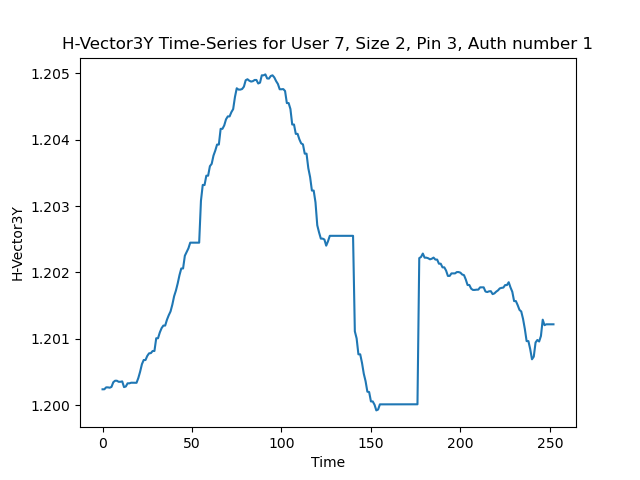 H-Vector3Y Time-Series for User 7, Size 2, Pin 3, Auth number 1
1.205
1.204
1.203
1.202
1.201
1.200
H-Vector3Y
0 50 100 150 200 250
Time